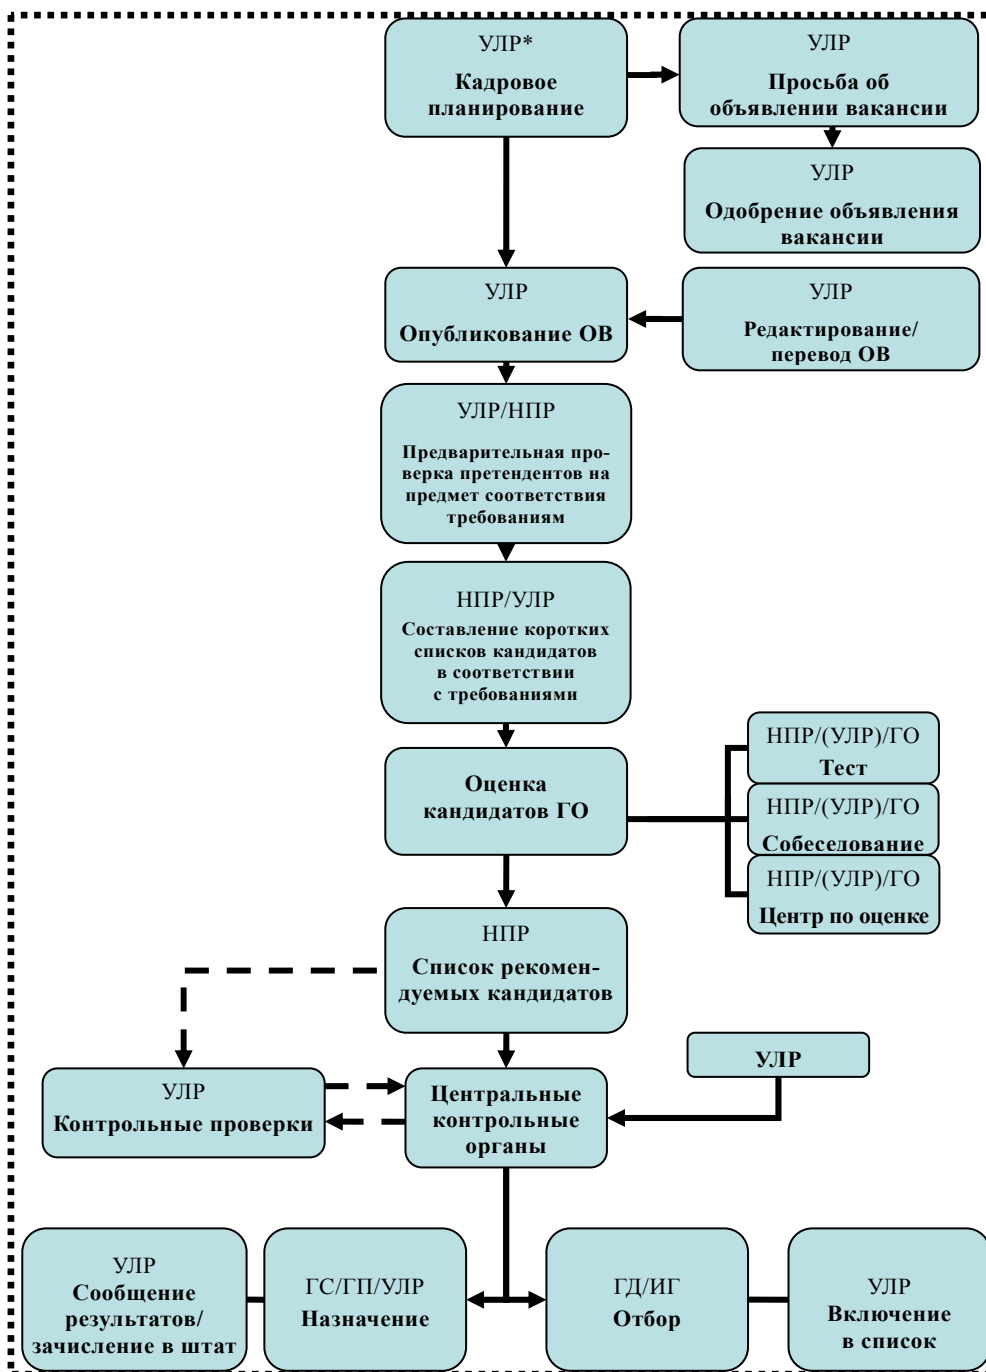 УЛР*
Кадровое
планирование
УЛР
Просьба об
объявлении вакансии
УЛР
Одобрение объявления
вакансии
УЛР
Опубликование ОВ
УЛР
Редактирование/
перевод ОВ
УЛР/НПР
Предварительная про-
верка претендентов на
предмет соответствия
требованиям
НПР/УЛР
Составление коротких
списков кандидатов
в соответствии
с требованиями
Оценка
кандидатов ГО
НПР/(УЛР)/ГО
Тест
НПР/(УЛР)/ГО
Собеседование
НПР/(УЛР)/ГО
Центр по оценке
НПР
Список рекомен-
дуемых кандидатов
УЛР
УЛР
Контрольные проверки
Центральные
контрольные
органы
УЛР
Сообщение
результатов/
зачисление в штат
ГС/ГП/УЛР
Назначение
ГД/ИГ
Отбор
УЛР
Включение
в список